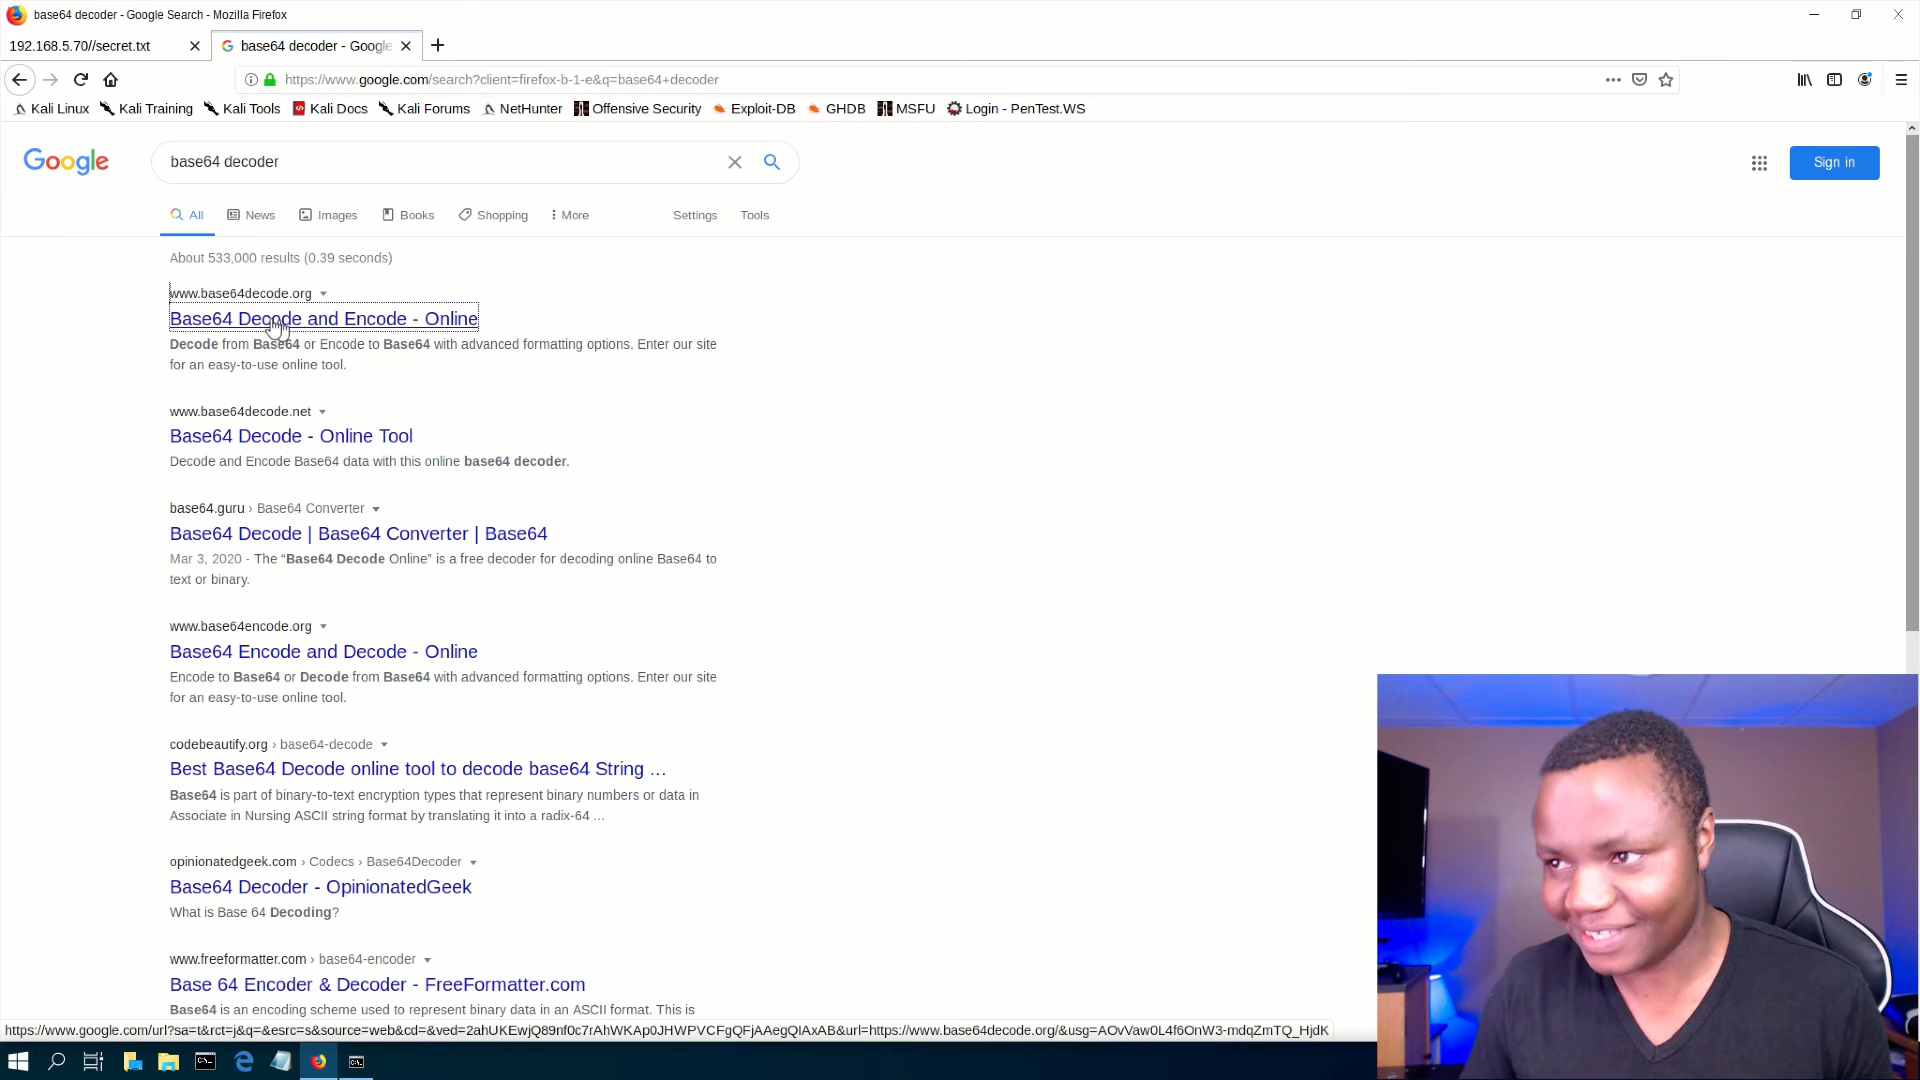 base64 decoder - Google Search - Mozilla Firefox
192.168.5.70//secret.txt
base64 decoder - Google
https://www.google.com/search?client=firefox-b-1-e&q=base64+decoder
Kali Linux Kali Training Kali Tools Kali Docs Kali Forums NetHunter Offensive Security Exploit-DB GHDB MSFU Login - PenTest.WS
Google
base64 decoder
Sign in
All News Images Books Shopping More Settings Tools
About 533,000 results (0.39 seconds)
www.base64decode.org
Base64 Decode and Encode - Online
Decode from Base64 or Encode to Base64 with advanced formatting options. Enter our site
for an easy-to-use online tool.
www.base64decode.net
Base64 Decode - Online Tool
Decode and Encode Base64 data with this online base64 decoder.
base64.guru › Base64 Converter
Base64 Decode | Base64 Converter | Base64
Mar 3, 2020 - The “Base64 Decode Online” is a free decoder for decoding online Base64 to
text or binary.
www.base64encode.org
Base64 Encode and Decode - Online
Encode to Base64 or Decode from Base64 with advanced formatting options. Enter our site
for an easy-to-use online tool.
codebeautify.org › base64-decode
Best Base64 Decode online tool to decode base64 String ...
Base64 is part of binary-to-text encryption types that represent binary numbers or data in
Associate in Nursing ASCII string format by translating it into a radix-64 ...
opinionatedgeek.com › Codecs › Base64Decoder
Base64 Decoder - OpinionatedGeek
What is Base 64 Decoding?
www.freeformatter.com › base64-encoder
Base 64 Encoder & Decoder - FreeFormatter.com
Base64 is an encoding scheme used to represent binary data in an ASCII format. This is
https://www.google.com/url?sa=t&rct=j&q=&esrc=s&source=web&cd=&ved=2ahUKEwjQ89nf0c7rAhWKAp0JHWPVCFgQFjAAegQIAxAB&url=https://www.base64decode.org/&usg=AOvVaw0L4f6OnW3-mdqZmTQ_HjdK